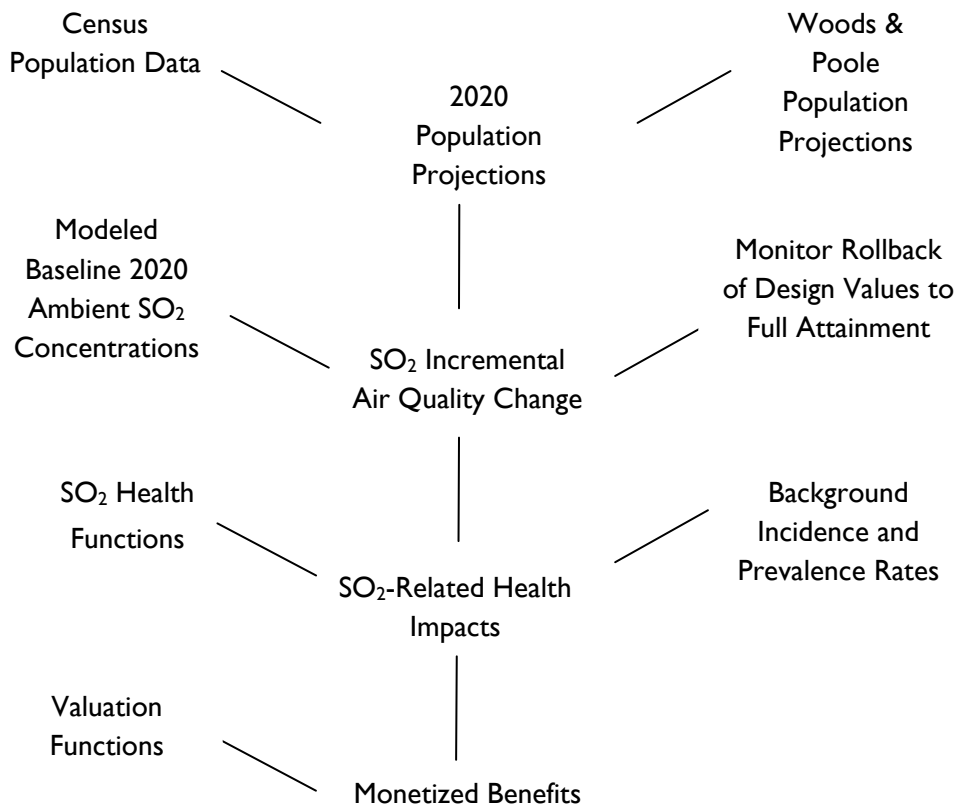 Census
Population Data
Woods &
Poole
Population
Projections
2020
Population
Projections
Modeled
Baseline 2020
Ambient SO₂
Concentrations
Monitor Rollback
of Design Values to
Full Attainment
SO₂ Incremental
Air Quality Change
SO₂ Health
Functions
Background
Incidence and
Prevalence Rates
SO₂-Related Health
Impacts
Valuation
Functions
Monetized Benefits